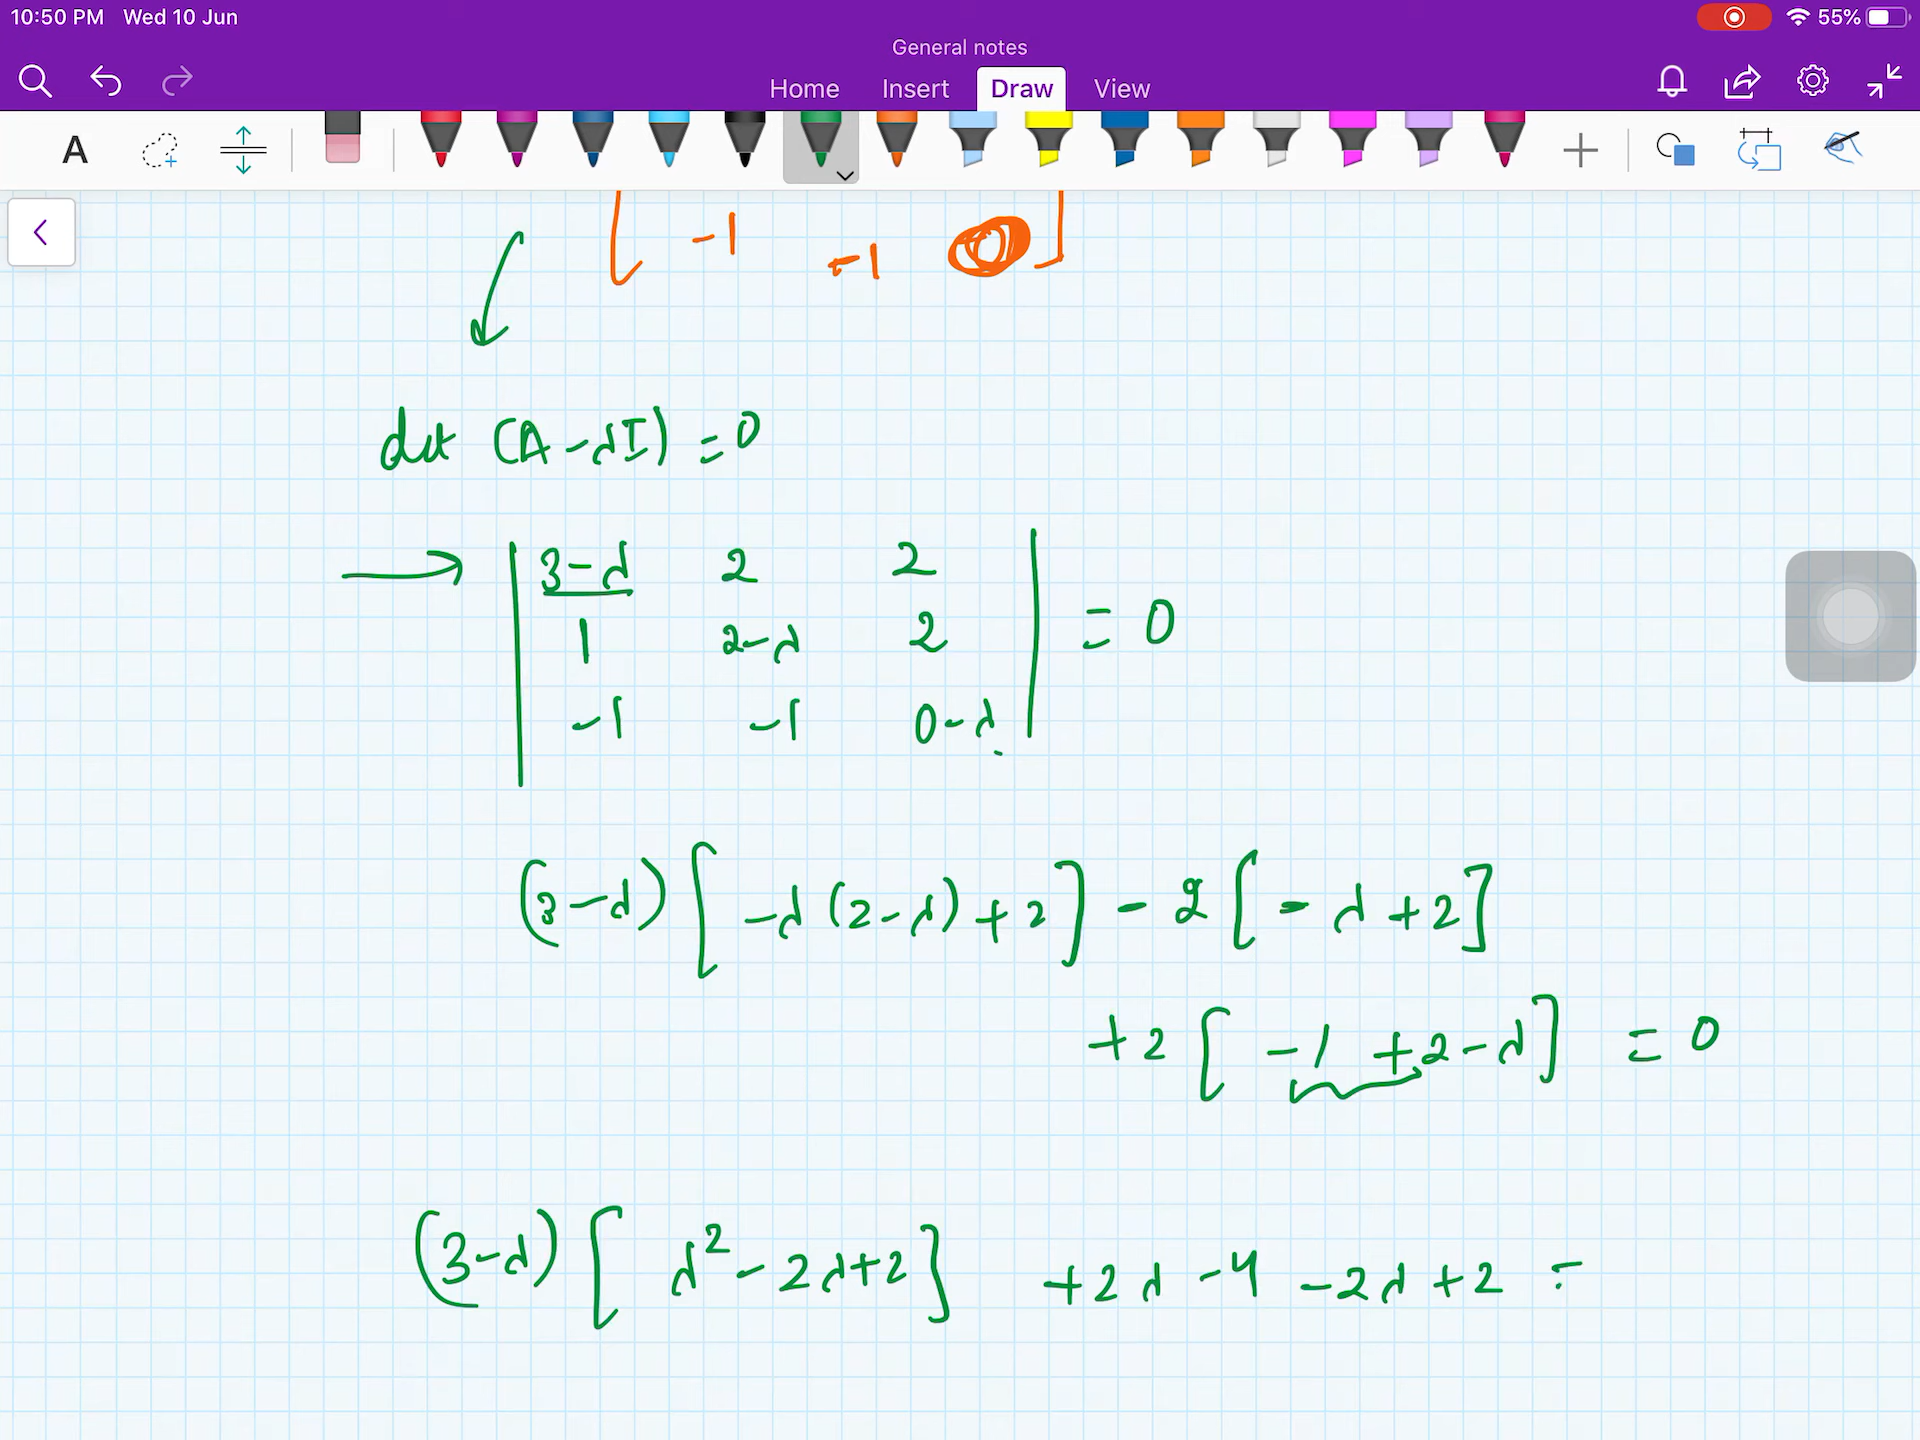 10:50 PM Wed 10 Jun 55%
General notes
Home Insert Draw View
A
-1 -1 0
det (A-λI) = 0
3-λ 2 2
1 2-λ 2 = 0
-1 -1 0-λ
(3-λ) [ -λ (2-λ) + 2 ] - 2 [ - λ + 2 ]
+2 [ -1 +2-λ ] = 0
(3-λ) [ λ² - 2λ+2 ] +2λ -4 -2λ +2 =